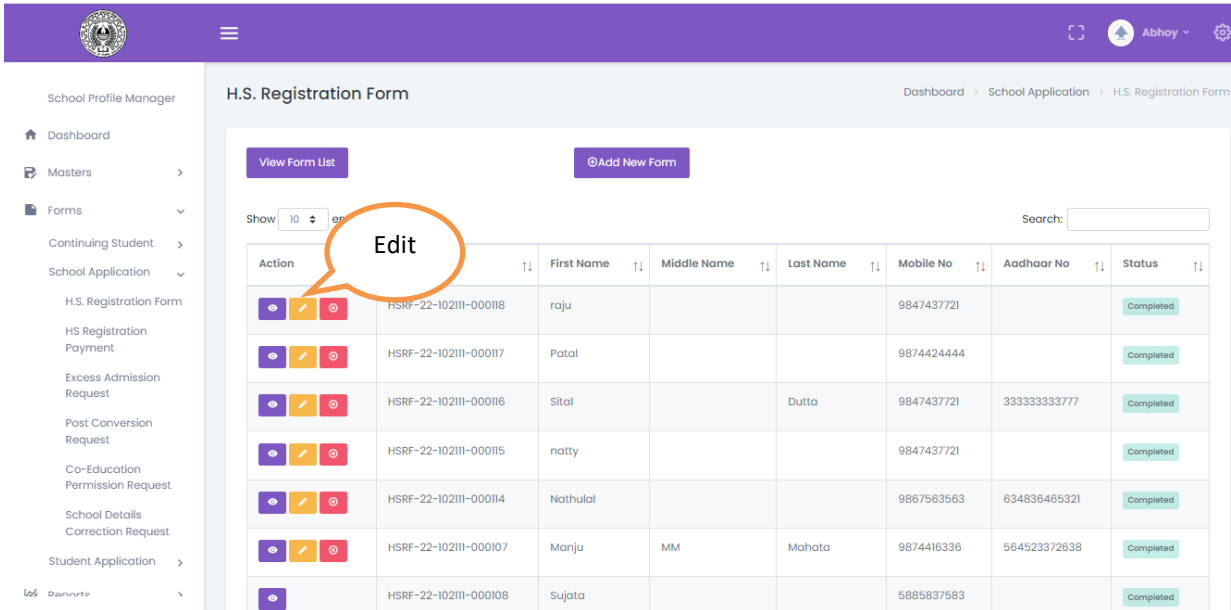 Abhoy
School Profile Manager
H.S. Registration Form
Dashboard > School Application > H.S. Registration Form
Dashboard
Masters
Forms
Continuing Student
School Application
H.S. Registration Form
HS Registration
Payment
Excess Admission
Request
Post Conversion
Request
Co-Education
Permission Request
School Details
Correction Request
Student Application
Reports
View Form List
Add New Form
Show 10
Search:
Edit
Action First Name Middle Name Last Name Mobile No Aadhaar No Status
HSRF-22-102111-000118 raju 9847437721 Completed
HSRF-22-102111-000117 Patal 9874424444 Completed
HSRF-22-102111-000116 Sital Dutta 9847437721 333333333777 Completed
HSRF-22-102111-000115 natty 9847437721 Completed
HSRF-22-102111-000114 Nathulal 9867563563 634836465321 Completed
HSRF-22-102111-000107 Manju MM Mahata 9874416336 564523372638 Completed
HSRF-22-102111-000108 Sujata 5885837583 Completed